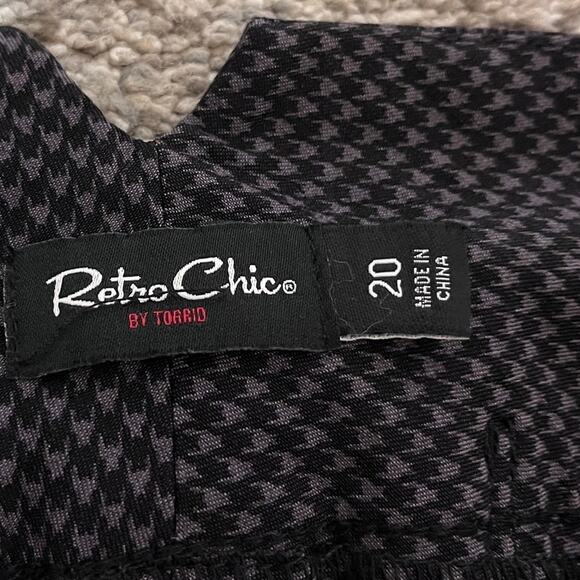 Retro Chic®
BY TORRID
20
MADE IN
CHINA